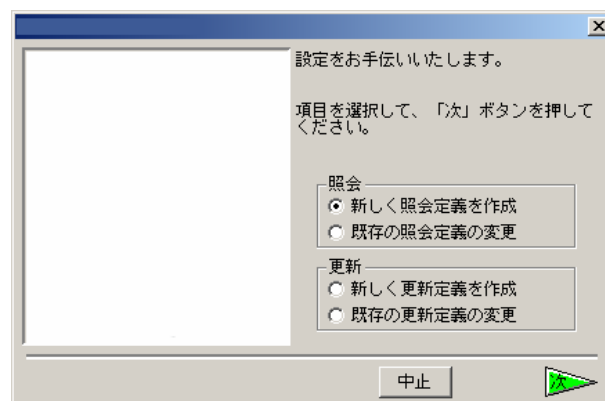 設定をお手伝いいたします。
項目を選択して、「次」ボタンを押して
ください。
照会
新しく照会定義を作成
既存の照会定義の変更
更新
新しく更新定義を作成
既存の更新定義の変更
中止
次